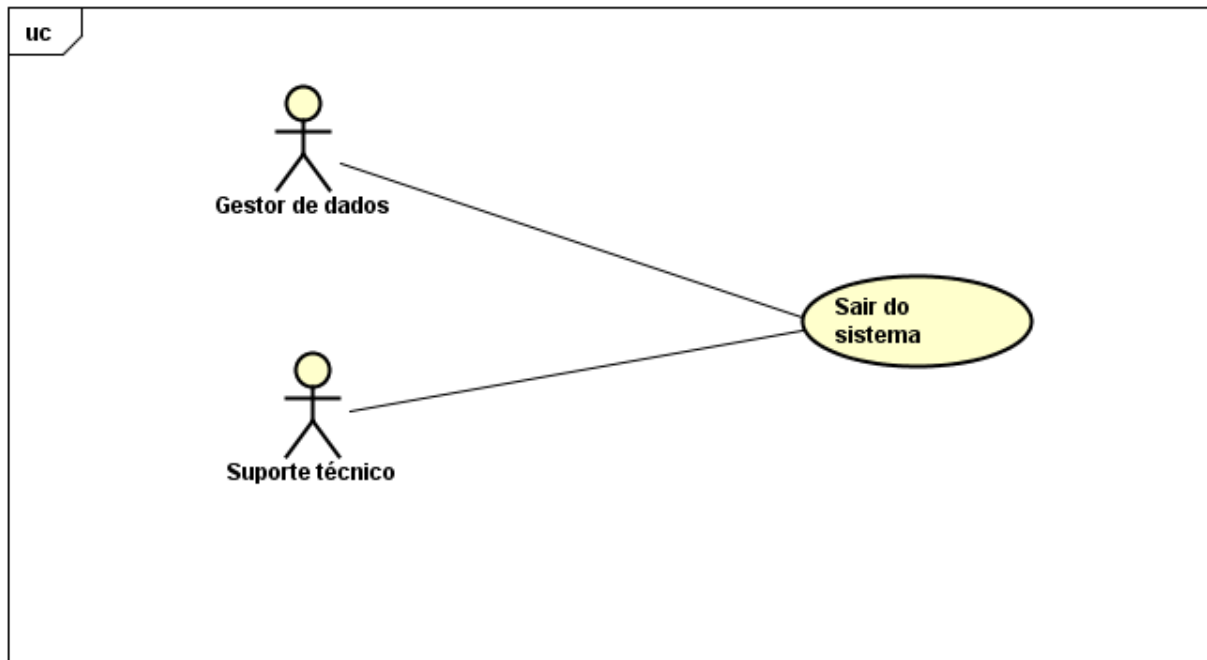 uc
Gestor de dados
Sair do
sistema
Suporte técnico